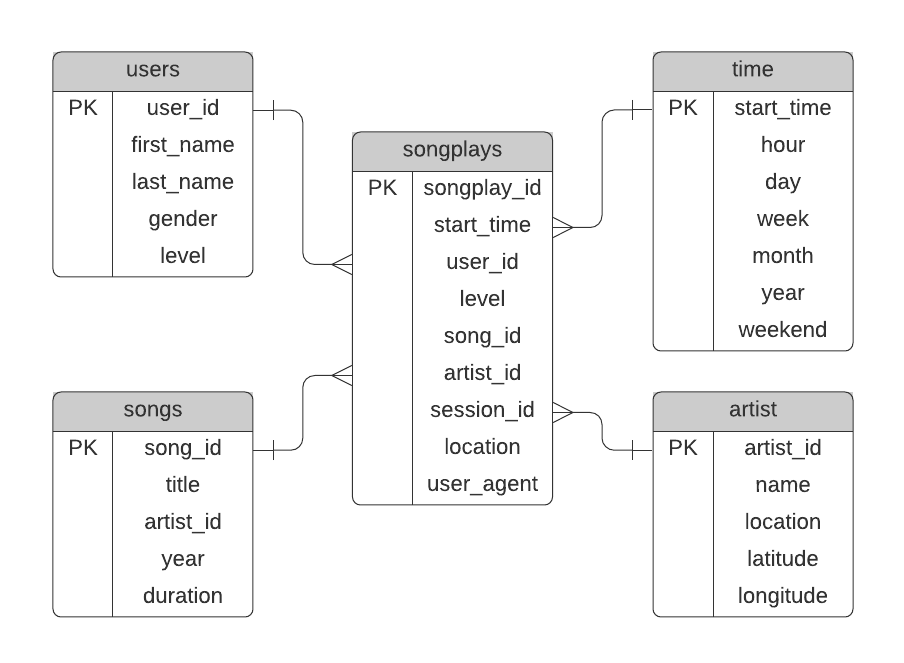 users
PK user_id
first_name
last_name
gender
level
songs
PK song_id
title
artist_id
year
duration
songplays
PK songplay_id
start_time
user_id
level
song_id
artist_id
session_id
location
user_agent
time
PK start_time
hour
day
week
month
year
weekend
artist
PK artist_id
name
location
latitude
longitude